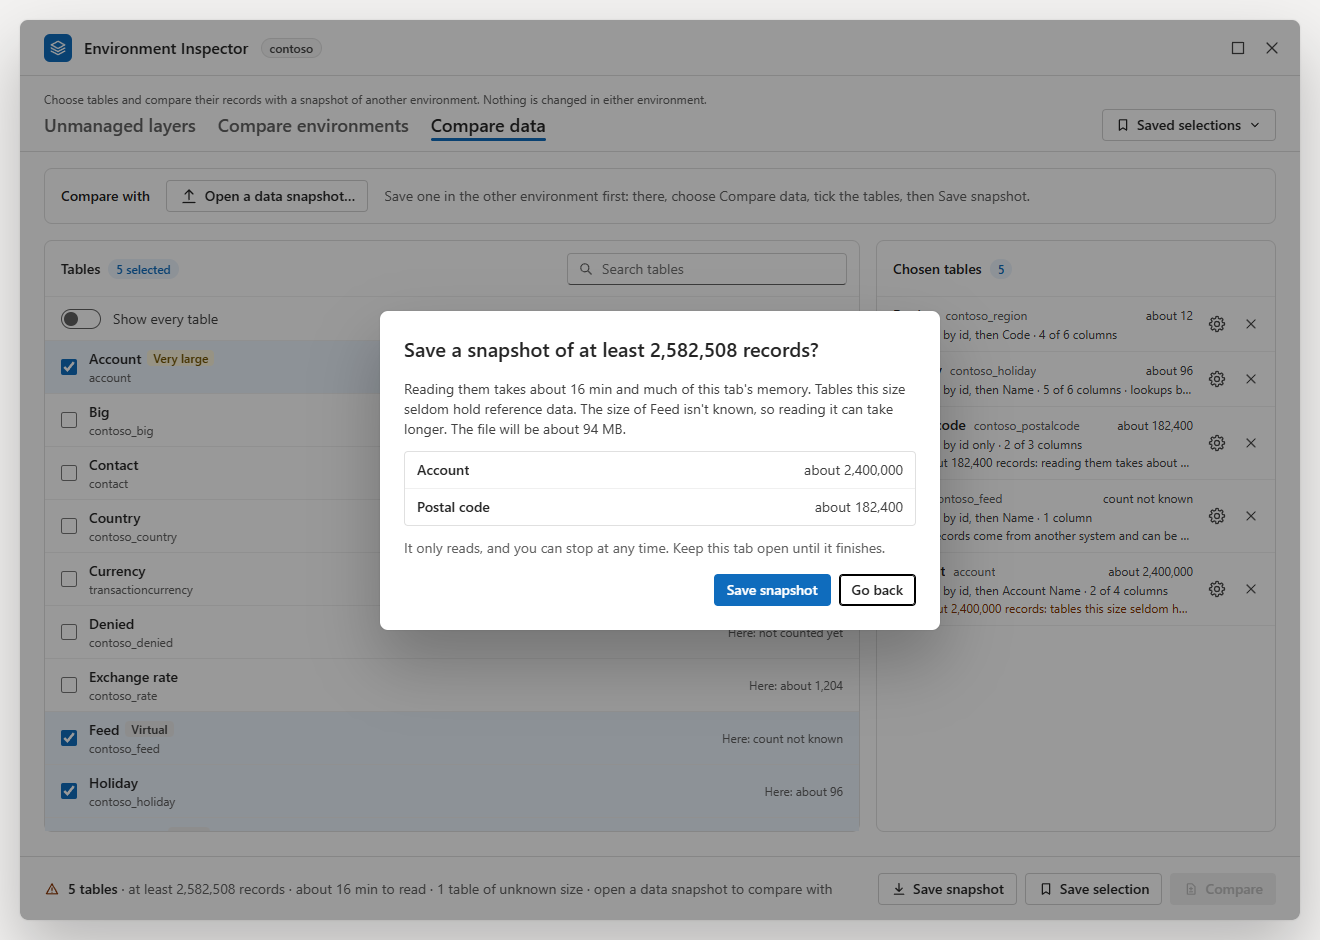 Environment Inspector contoso
Choose tables and compare their records with a snapshot of another environment. Nothing is changed in either environment.
Unmanaged layers Compare environments Compare data
Saved selections
Compare with Open a data snapshot... Save one in the other environment first: there, choose Compare data, tick the tables, then Save snapshot.
Tables 5 selected
Search tables
Show every table
Account Very large
account
Big
contoso_big
Contact
contact
Country
contoso_country
Currency
transactioncurrency
Denied
contoso_denied
Here: not counted yet
Exchange rate
contoso_rate
Here: about 1,204
Feed Virtual
contoso_feed
Here: count not known
Holiday
contoso_holiday
Here: about 96
Chosen tables 5
contoso_region about 12
by id, then Code · 4 of 6 columns
contoso_holiday about 96
by id, then Name · 5 of 6 columns · lookups b...
contoso_postalcode about 182,400
by id only · 2 of 3 columns
182,400 records: reading them takes about ...
count not known
by id, then Name · 1 column
come from another system and can be ...
account about 2,400,000
by id, then Account Name · 2 of 4 columns
2,400,000 records: tables this size seldom h...
Save a snapshot of at least 2,582,508 records?
Reading them takes about 16 min and much of this tab's memory. Tables this size
seldom hold reference data. The size of Feed isn't known, so reading it can take
longer. The file will be about 94 MB.
Account about 2,400,000
Postal code about 182,400
It only reads, and you can stop at any time. Keep this tab open until it finishes.
Save snapshot Go back
5 tables · at least 2,582,508 records · about 16 min to read · 1 table of unknown size · open a data snapshot to compare with
Save snapshot Save selection Compare